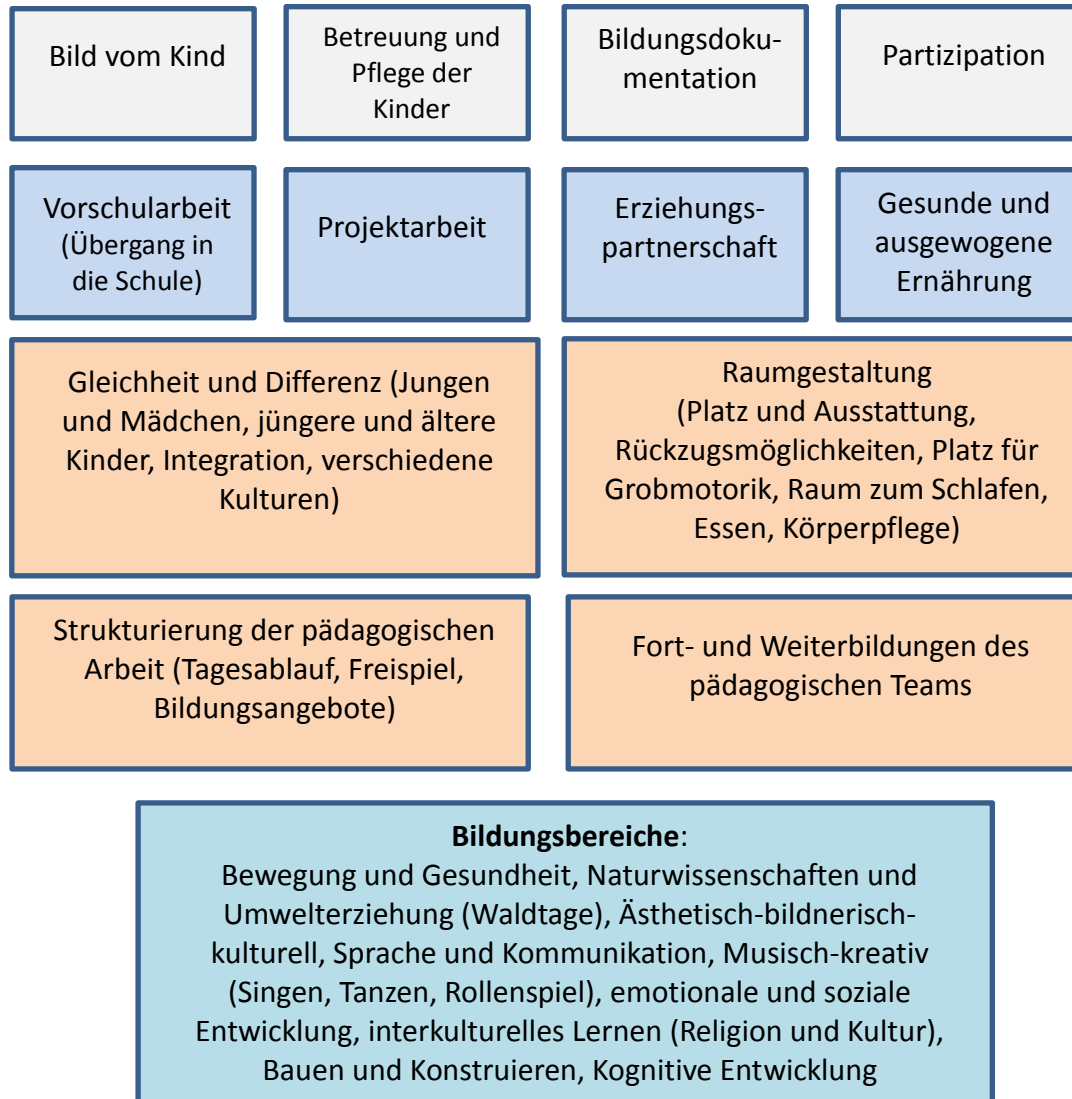 Bild vom Kind
Betreuung und
Pflege der
Kinder
Bildungsdoku-
mentation
Partizipation
Vorschularbeit
(Übergang in
die Schule)
Projektarbeit
Erziehungs-
partnerschaft
Gesunde und
ausgewogene
Ernährung
Gleichheit und Differenz (Jungen
und Mädchen, jüngere und ältere
Kinder, Integration, verschiedene
Kulturen)
Raumgestaltung
(Platz und Ausstattung,
Rückzugsmöglichkeiten, Platz für
Grobmotorik, Raum zum Schlafen,
Essen, Körperpflege)
Strukturierung der pädagogischen
Arbeit (Tagesablauf, Freispiel,
Bildungsangebote)
Fort- und Weiterbildungen des
pädagogischen Teams
Bildungsbereiche:
Bewegung und Gesundheit, Naturwissenschaften und
Umwelterziehung (Waldtage), Ästhetisch-bildnerisch-
kulturell, Sprache und Kommunikation, Musisch-kreativ
(Singen, Tanzen, Rollenspiel), emotionale und soziale
Entwicklung, interkulturelles Lernen (Religion und Kultur),
Bauen und Konstruieren, Kognitive Entwicklung